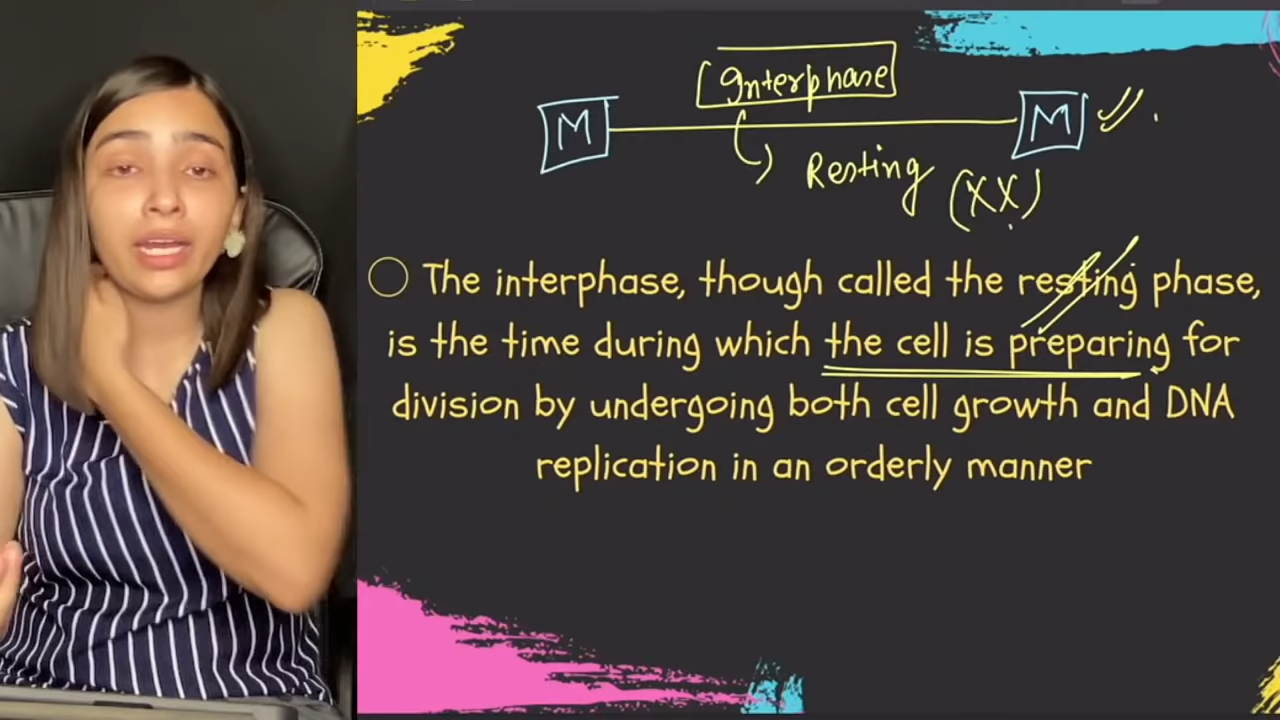 Interphase
M M
Resting (XX)
The interphase, though called the resting phase,
is the time during which the cell is preparing for
division by undergoing both cell growth and DNA
replication in an orderly manner